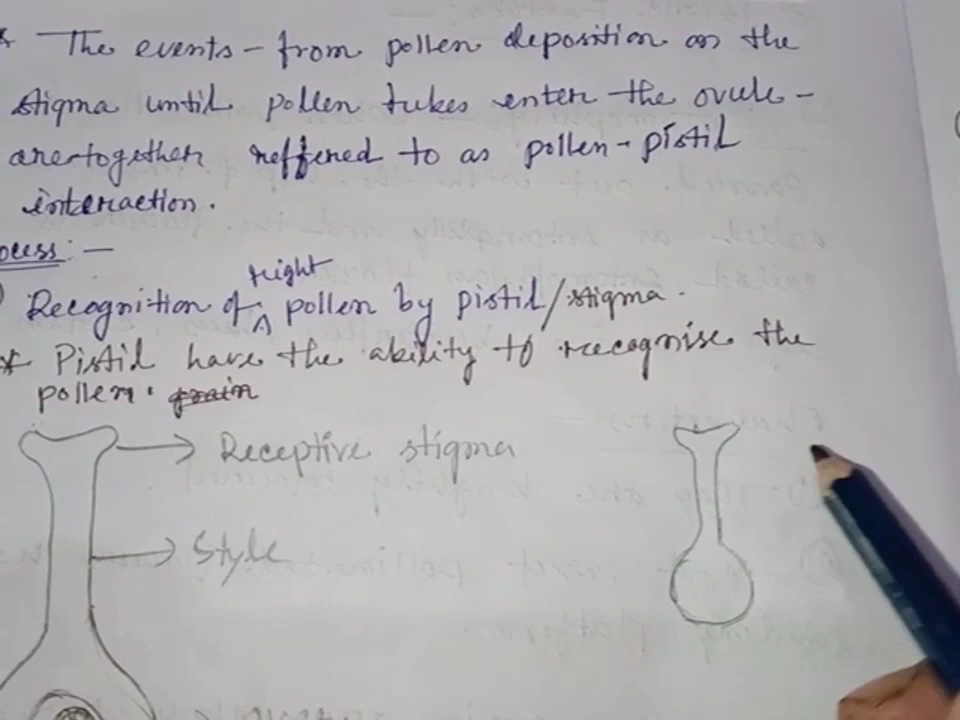 * The events - from pollen deposition on the
stigma until pollen tubes enter the ovule -
are together reffered to as pollen - pistil
interaction.
ocess: -
Recognition of right pollen by pistil/stigma.
* Pistil have the ability to recognise the
pollen. grain
Receptive stigma
Style